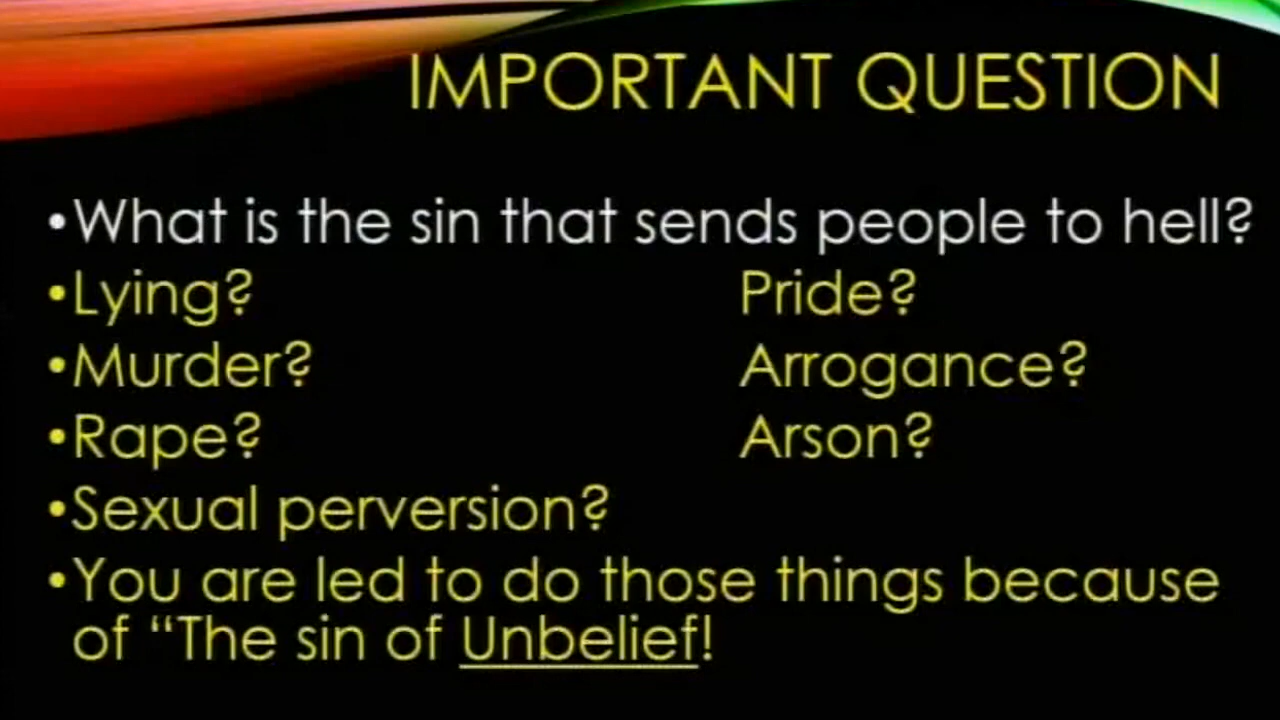 IMPORTANT QUESTION
•What is the sin that sends people to hell?
•Lying? Pride?
•Murder? Arrogance?
•Rape? Arson?
•Sexual perversion?
•You are led to do those things because
of “The sin of Unbelief!